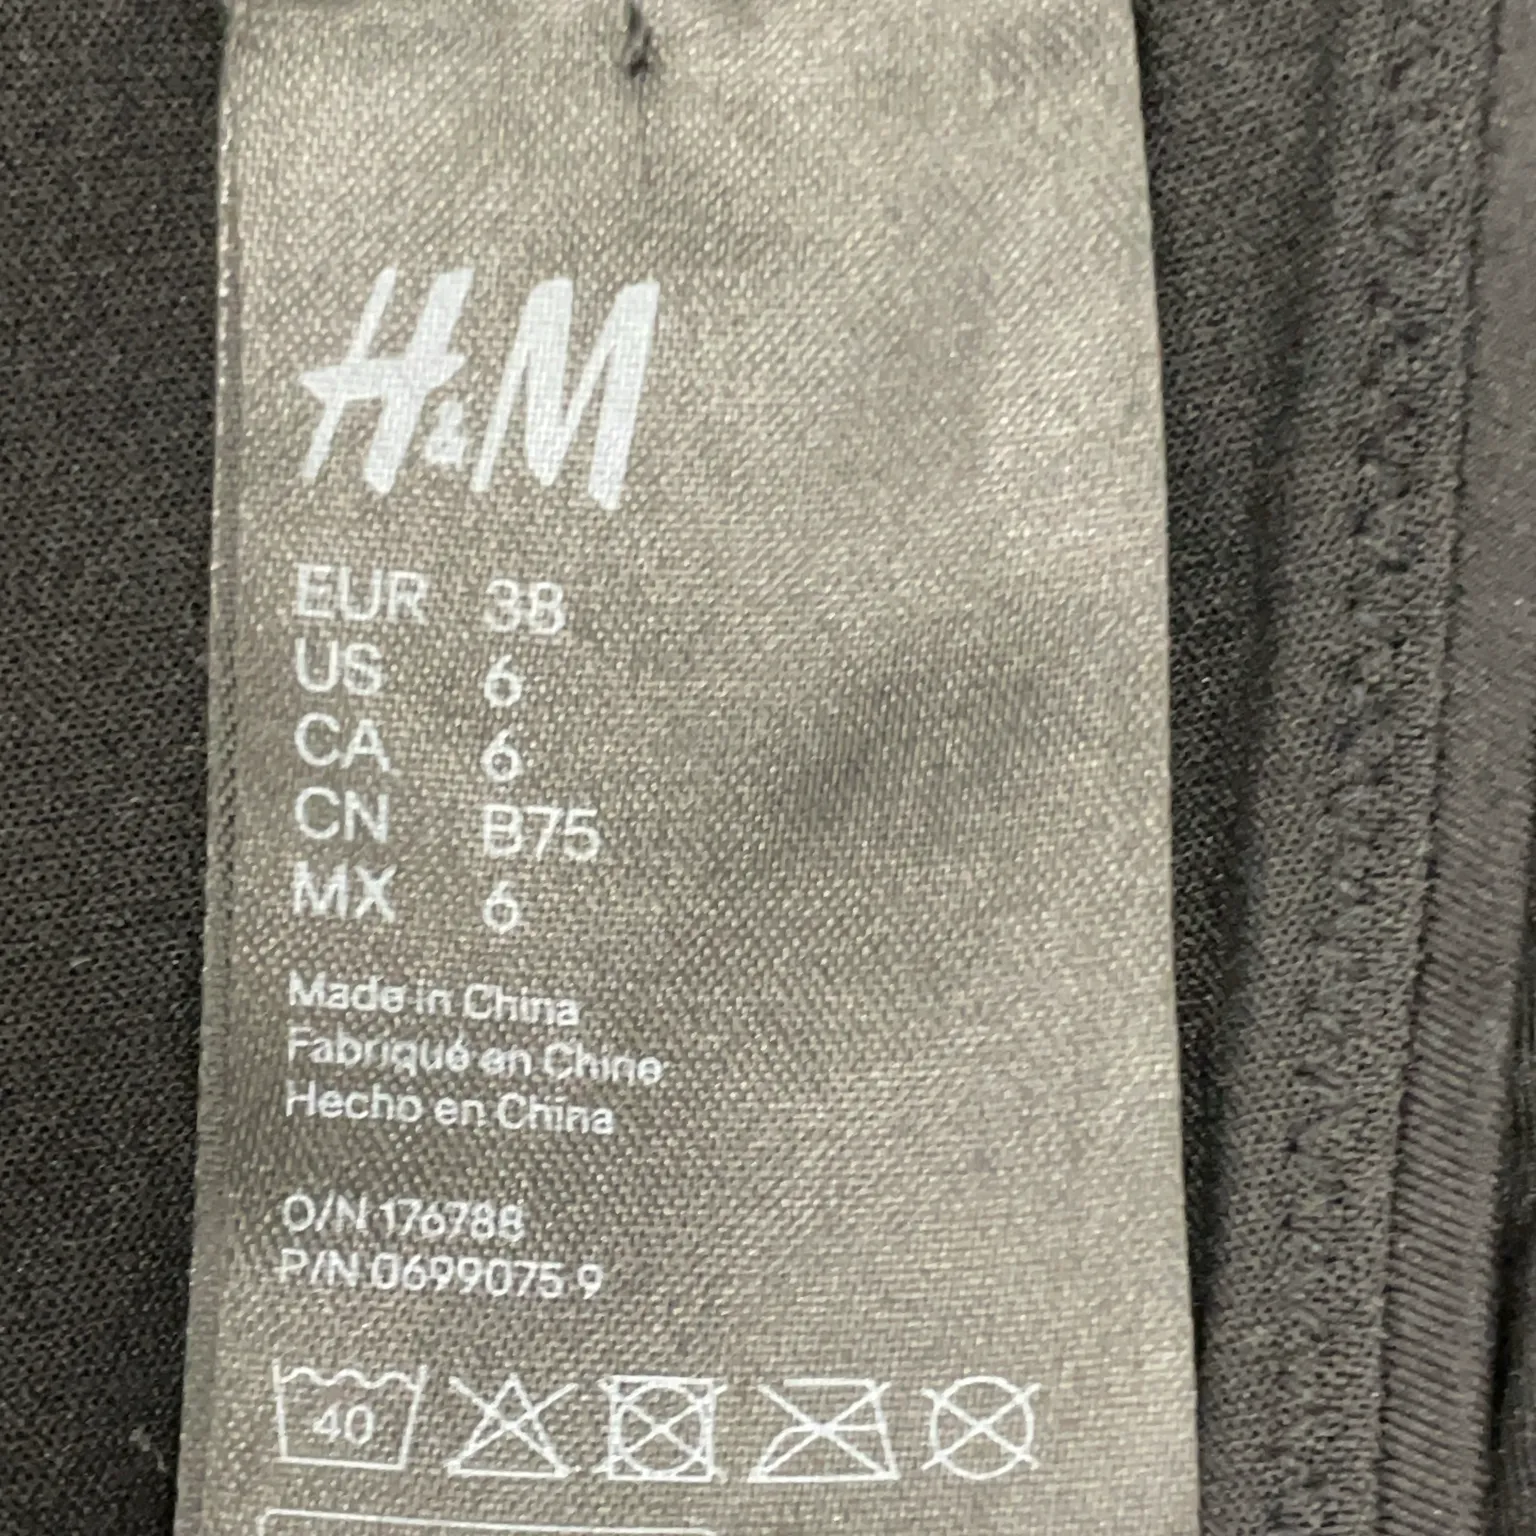 H&M
EUR 38
US 6
CA 6
CN B75
MX 6
Made in China
Fabriqué en Chine
Hecho en China
O/N 176788
P/N 0699075 9
40